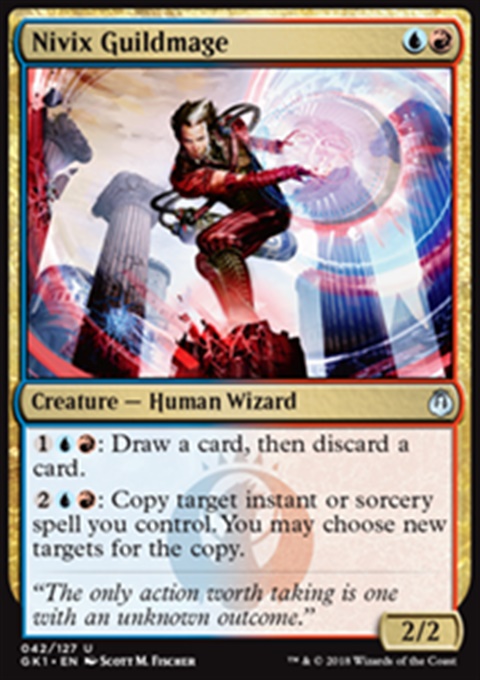 Nivix Guildmage
Creature — Human Wizard
1: Draw a card, then discard a
card.
2: Copy target instant or sorcery
spell you control. You may choose new
targets for the copy.
“The only action worth taking is one
with an unknown outcome.”
2/2
042/127 U
GK1 • EN Scott M. Fischer
™ & © 2018 Wizards of the Coast